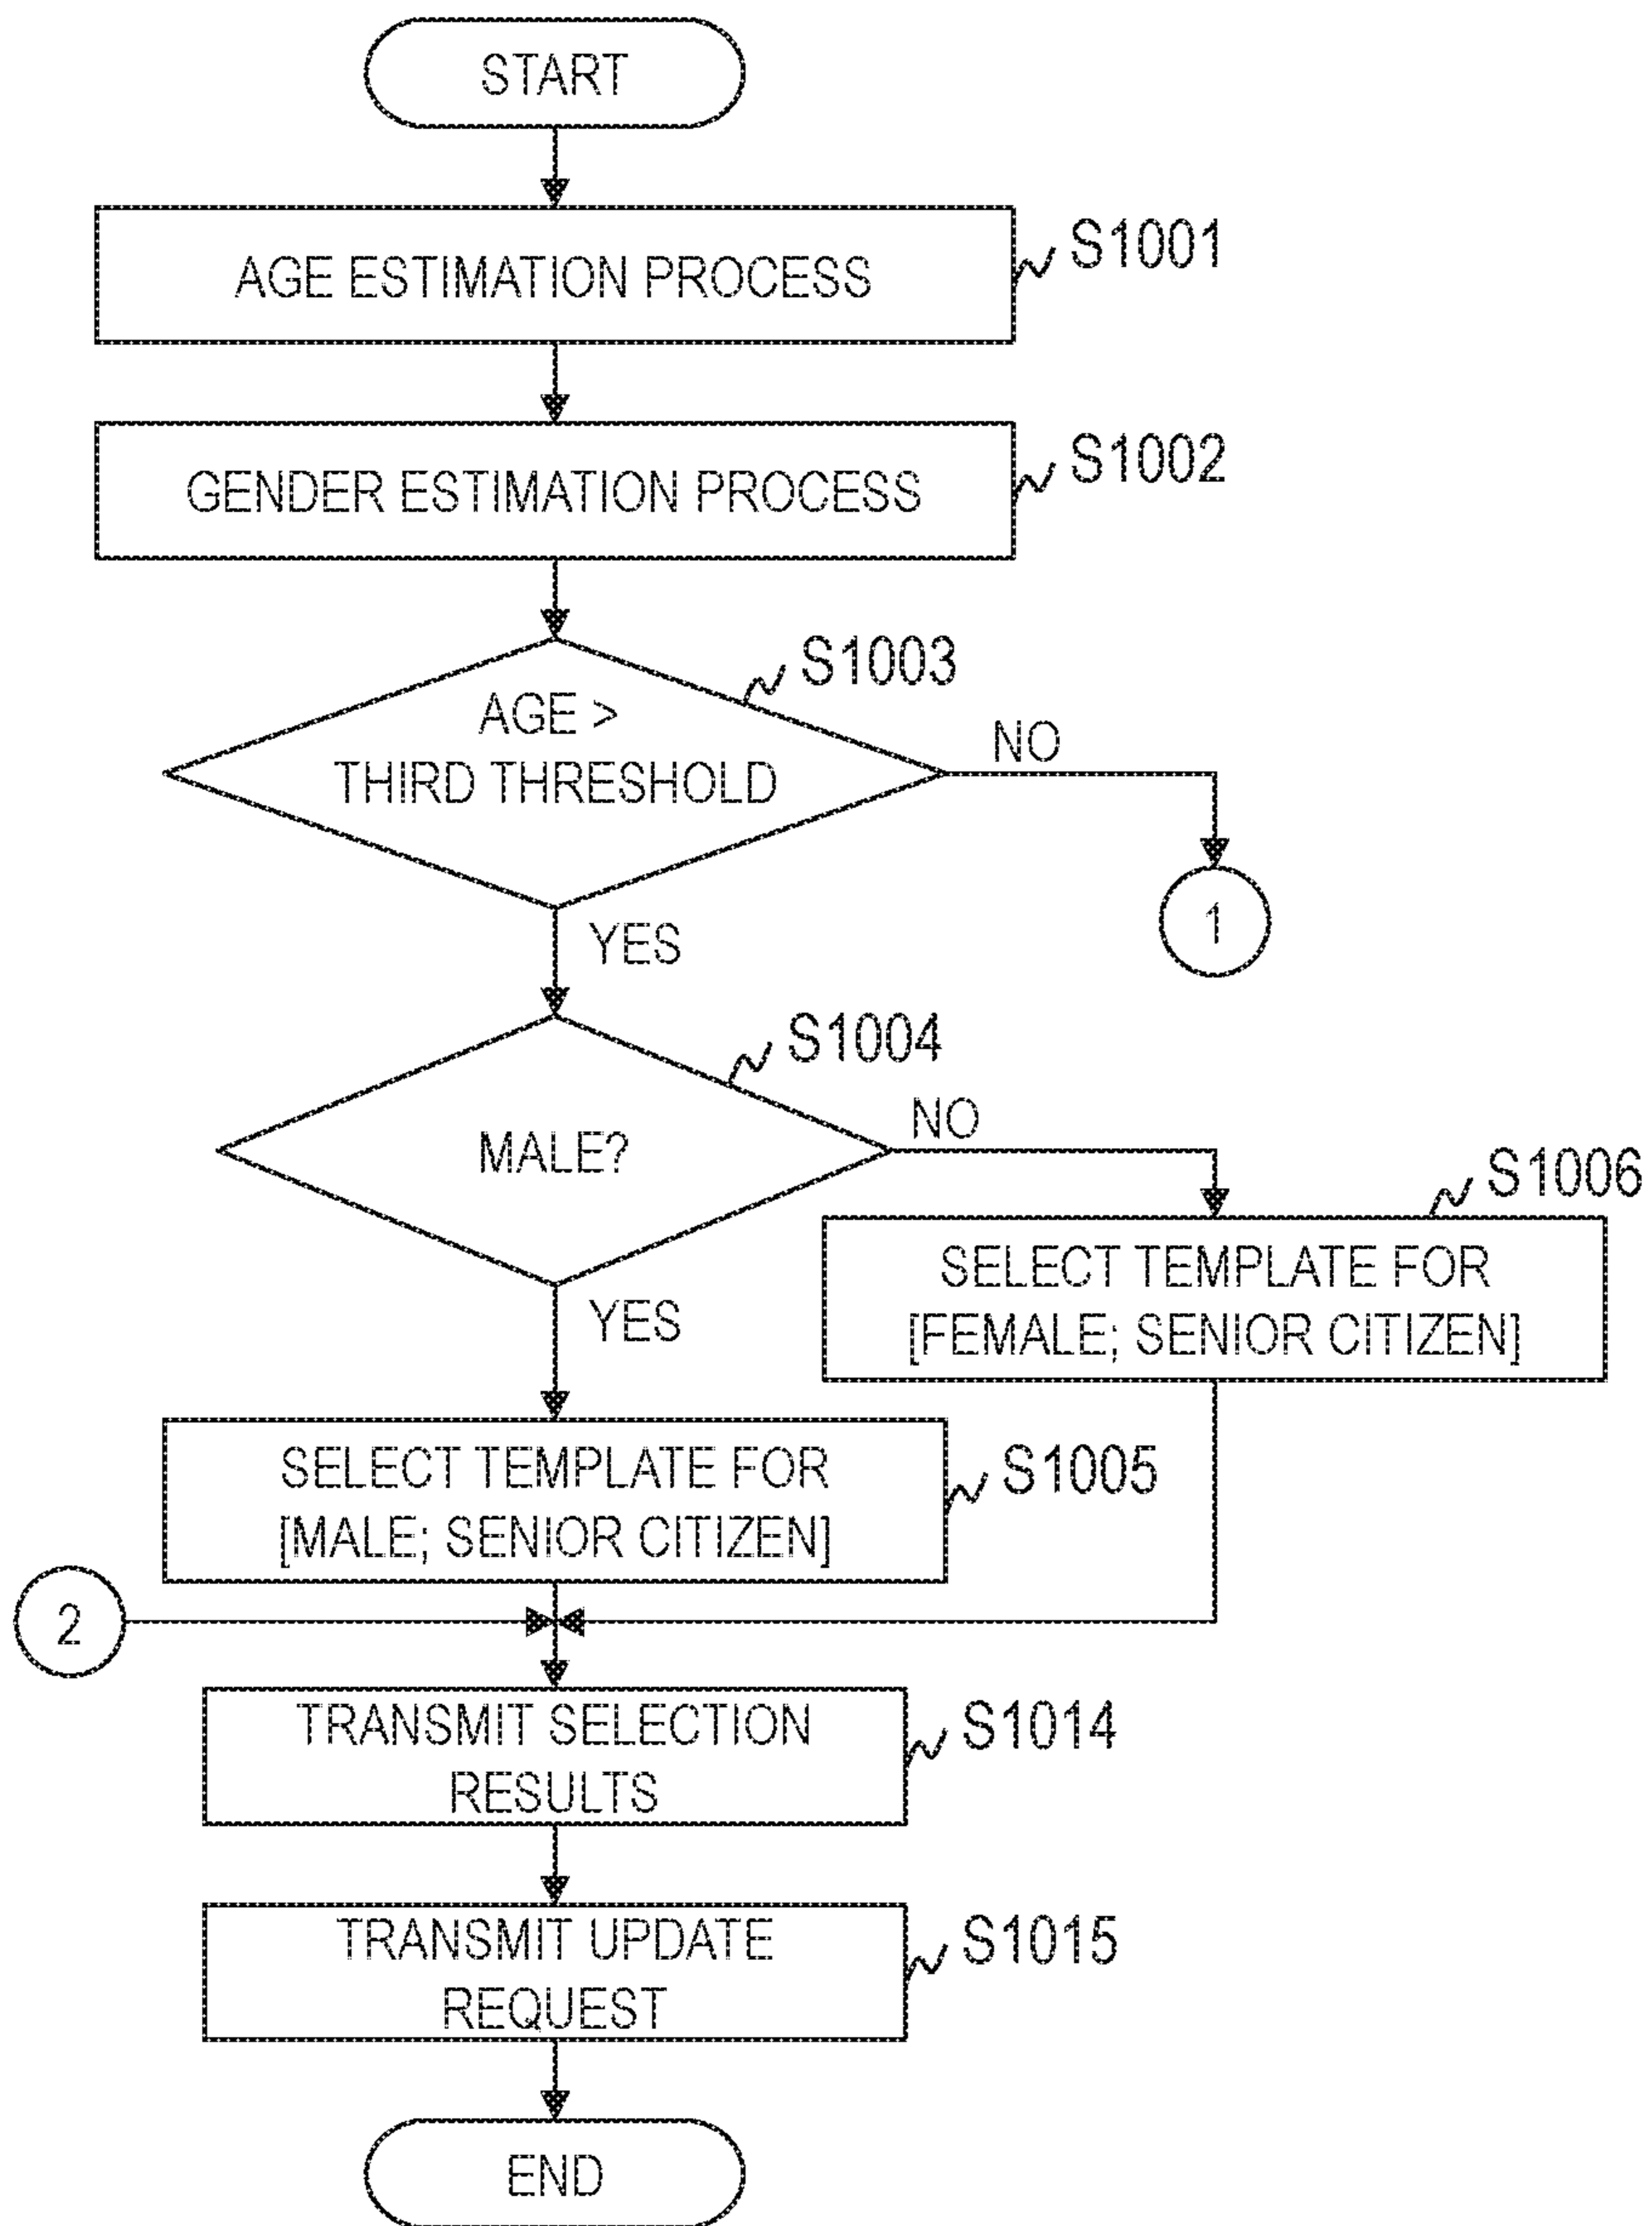 START
AGE ESTIMATION PROCESS
S1001
GENDER ESTIMATION PROCESS
S1002
S1003
AGE >
THIRD THRESHOLD
NO
1
YES
S1004
MALE?
NO
S1006
SELECT TEMPLATE FOR
[FEMALE; SENIOR CITIZEN]
YES
SELECT TEMPLATE FOR
[MALE; SENIOR CITIZEN]
S1005
2
TRANSMIT SELECTION
RESULTS
S1014
TRANSMIT UPDATE
REQUEST
S1015
END